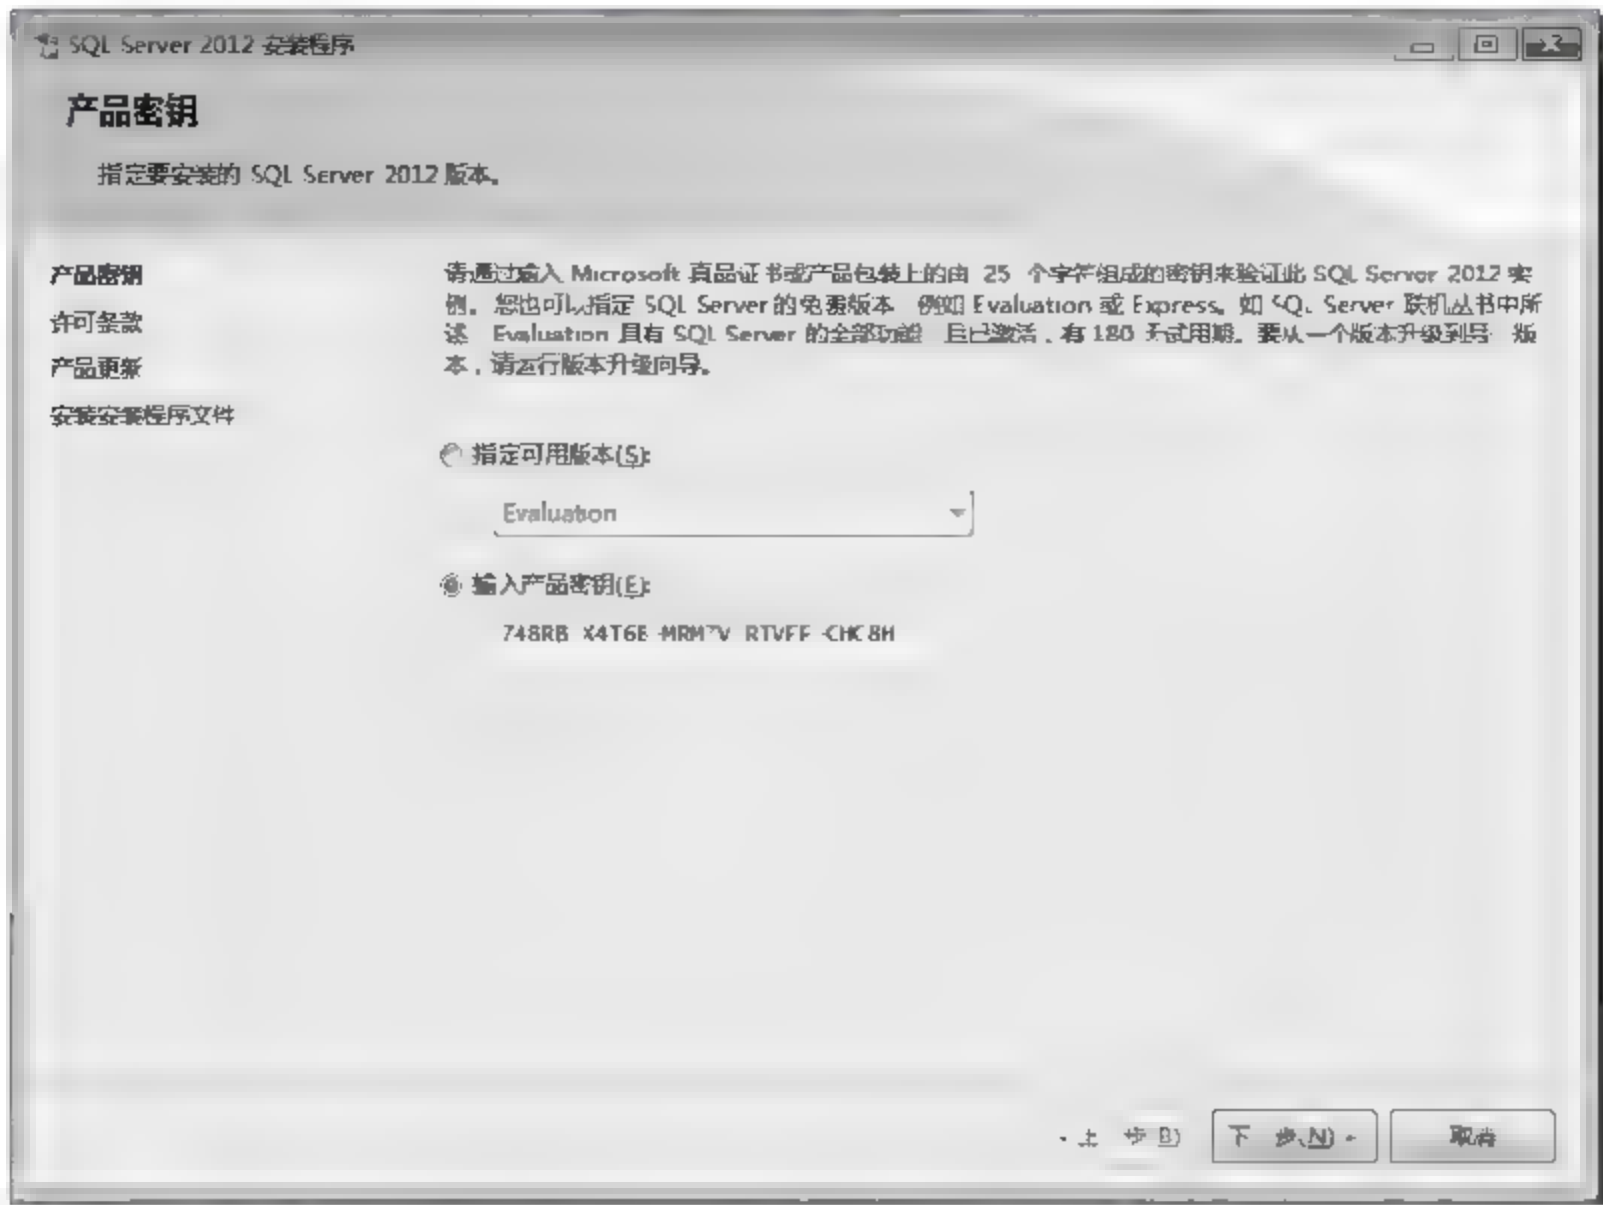 SQL Server 2012 安装程序
产品密钥
指定要安装的 SQL Server 2012 版本。
产品密钥
许可条款
产品更新
安装安装程序文件
请通过输入 Microsoft 真品证书或产品包装上的由 25 个字符组成的密钥来验证此 SQL Server 2012 实
例。您也可以指定 SQL Server 的免费版本 例如 Evaluation 或 Express。如 SQL Server 联机丛书中所
述 Evaluation 具有 SQL Server 的全部功能 且已激活，有 180 天试用期。要从一个版本升级到另一版
本，请运行版本升级向导。
指定可用版本(S):
Evaluation
输入产品密钥(E):
上一步(B)
下一步(N)
取消